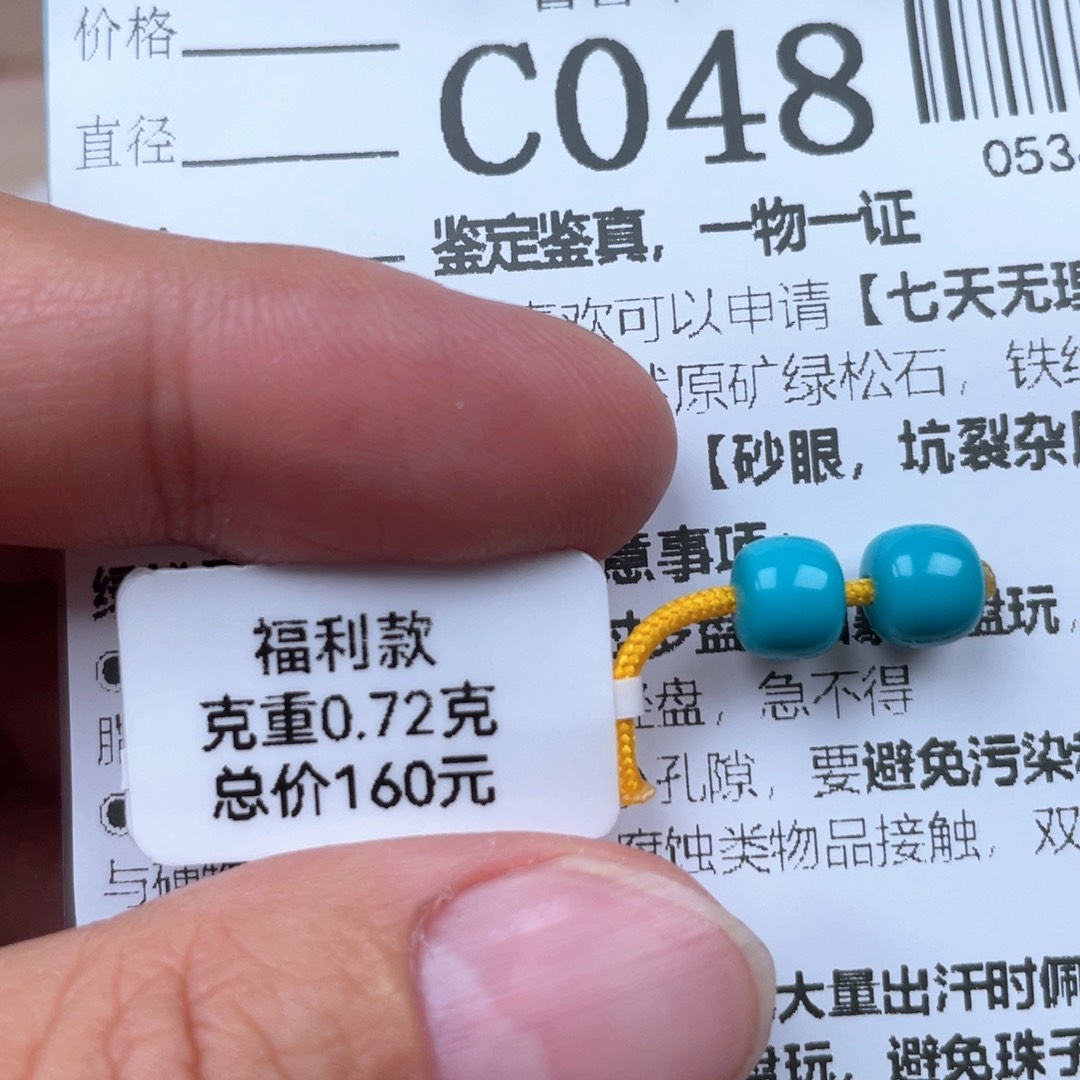 价格
C048
直径
053
鉴定鉴真，一物一证
欢可以申请【七天无理
原矿绿松石，铁线
【砂眼，坑裂杂
意事项
盘玩，
福利款
克重0.72克
总价160元
盘，急不得
孔隙，要避免污染
腐蚀类物品接触，双
与硬物
大量出汗时佩
盘玩，避免珠子